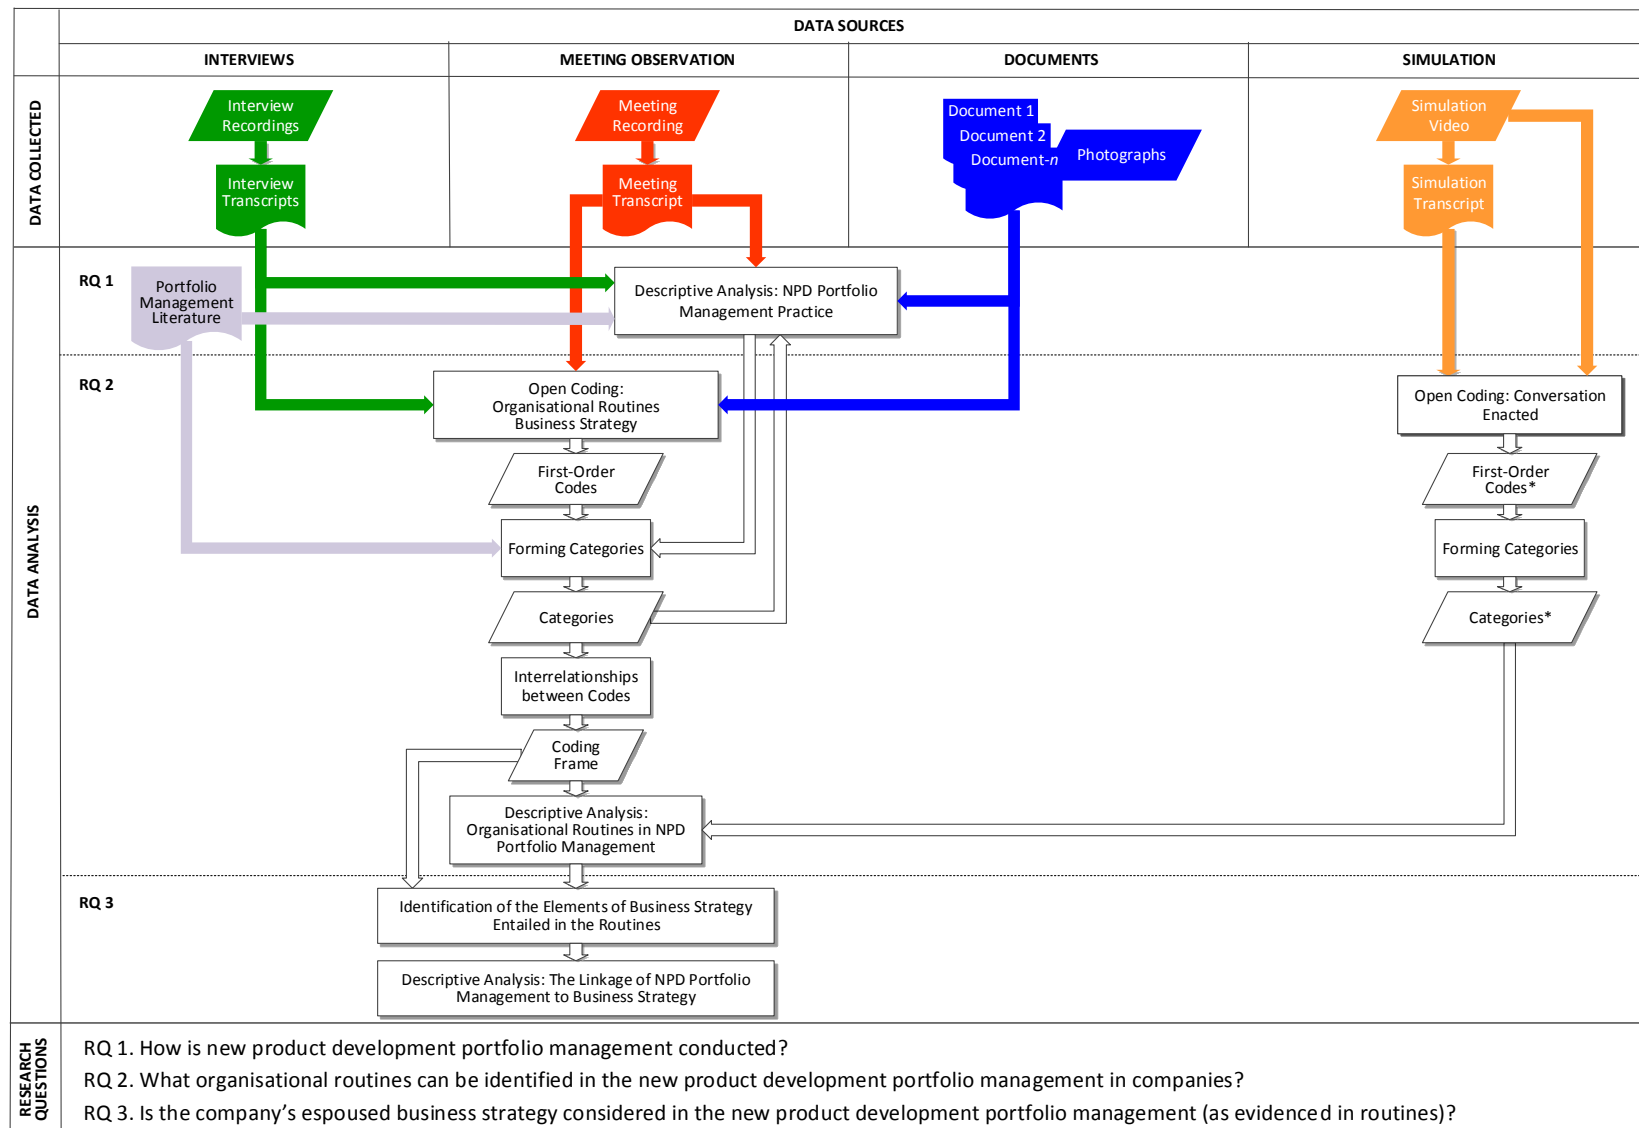 DATA SOURCES
INTERVIEWS
MEETING OBSERVATION
DOCUMENTS
SIMULATION
DATA COLLECTED
Interview
Recordings
Interview
Transcripts
Meeting
Recording
Meeting
Transcript
Document 1
Document 2
Document-n
Photographs
Simulation
Video
Simulation
Transcript
DATA ANALYSIS
RQ 1
Portfolio
Management
Literature
Descriptive Analysis: NPD Portfolio
Management Practice
RQ 2
Open Coding:
Organisational Routines
Business Strategy
First-Order
Codes
Forming Categories
Categories
Interrelationships
between Codes
Coding
Frame
Descriptive Analysis:
Organisational Routines in NPD
Portfolio Management
Open Coding: Conversation
Enacted
First-Order
Codes*
Forming Categories
Categories*
RQ 3
Identification of the Elements of Business Strategy
Entailed in the Routines
Descriptive Analysis: The Linkage of NPD Portfolio
Management to Business Strategy
RESEARCH
QUESTIONS
RQ 1. How is new product development portfolio management conducted?
RQ 2. What organisational routines can be identified in the new product development portfolio management in companies?
RQ 3. Is the company’s espoused business strategy considered in the new product development portfolio management (as evidenced in routines)?